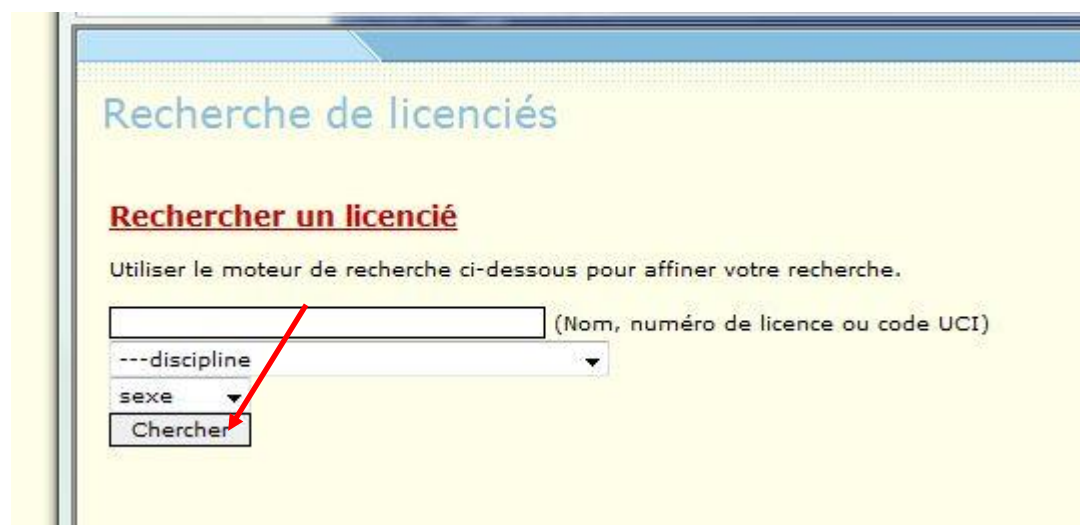 Recherche de licenciés
Rechercher un licencié
Utiliser le moteur de recherche ci-dessous pour affiner votre recherche.
(Nom, numéro de licence ou code UCI)
---discipline
sexe
Chercher